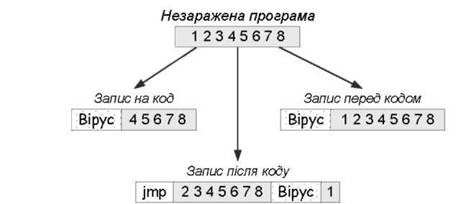 Незаражена програма
1 2 3 4 5 6 7 8
Запис на код
Вірус 4 5 6 7 8
Запис перед кодом
Вірус 1 2 3 4 5 6 7 8
Запис після коду
jmp 2 3 4 5 6 7 8 Вірус 1